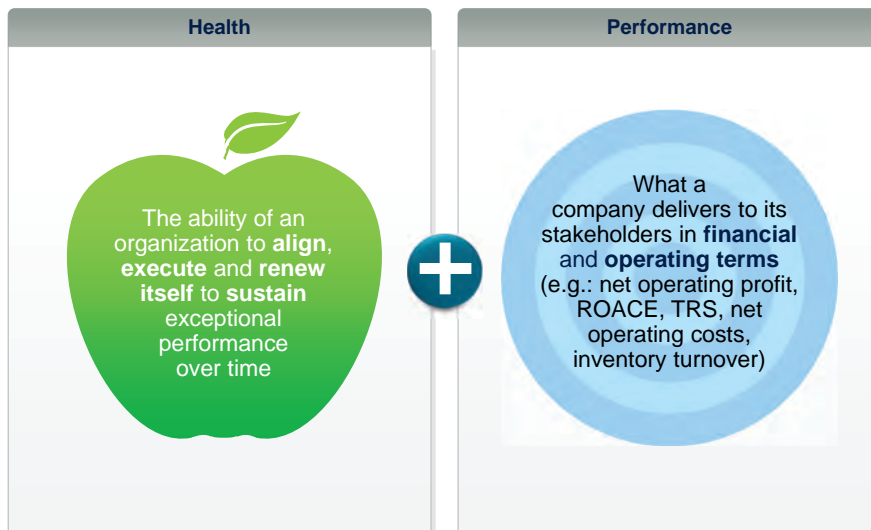 Health
The ability of an
organization to align,
execute and renew
itself to sustain
exceptional
performance
over time
Performance
What a
company delivers to its
stakeholders in financial
and operating terms
(e.g.: net operating profit,
ROACE, TRS, net
operating costs,
inventory turnover)